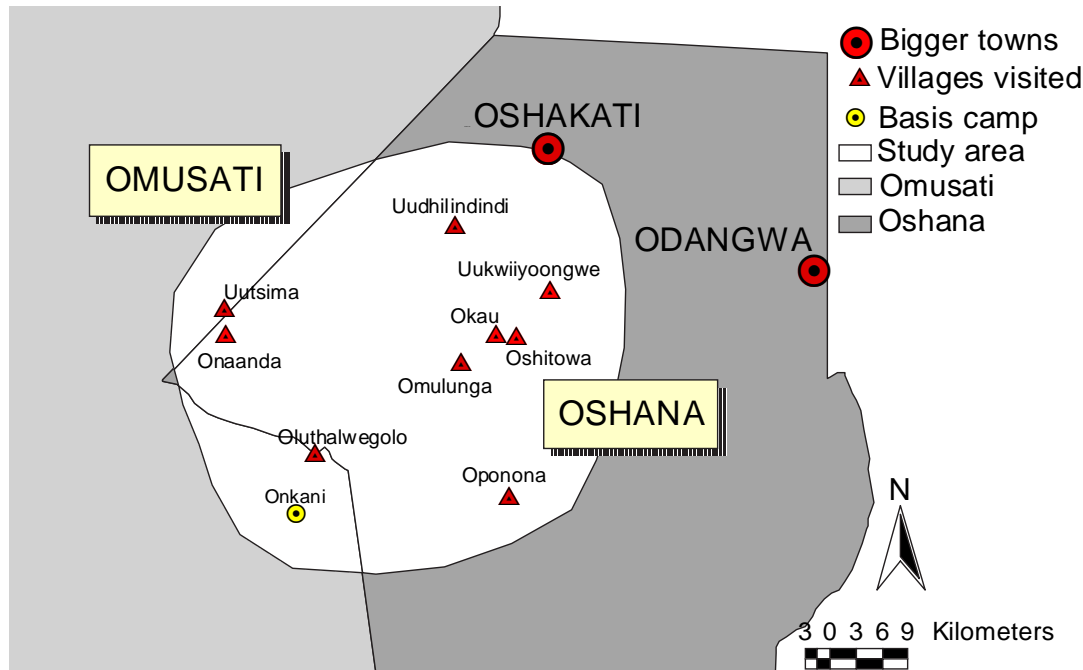 Bigger towns
Villages visited
Basis camp
Study area
Omusati
Oshana
OSHAKATI
OMUSATI
Uudhilindindi
ODANGWA
Uukwiiyoongwe
Uutsima
Okau
Onaanda
Oshitowa
Omulunga
OSHANA
Oluthalwegolo
Oponona
Onkani
N
3 0 3 6 9 Kilometers